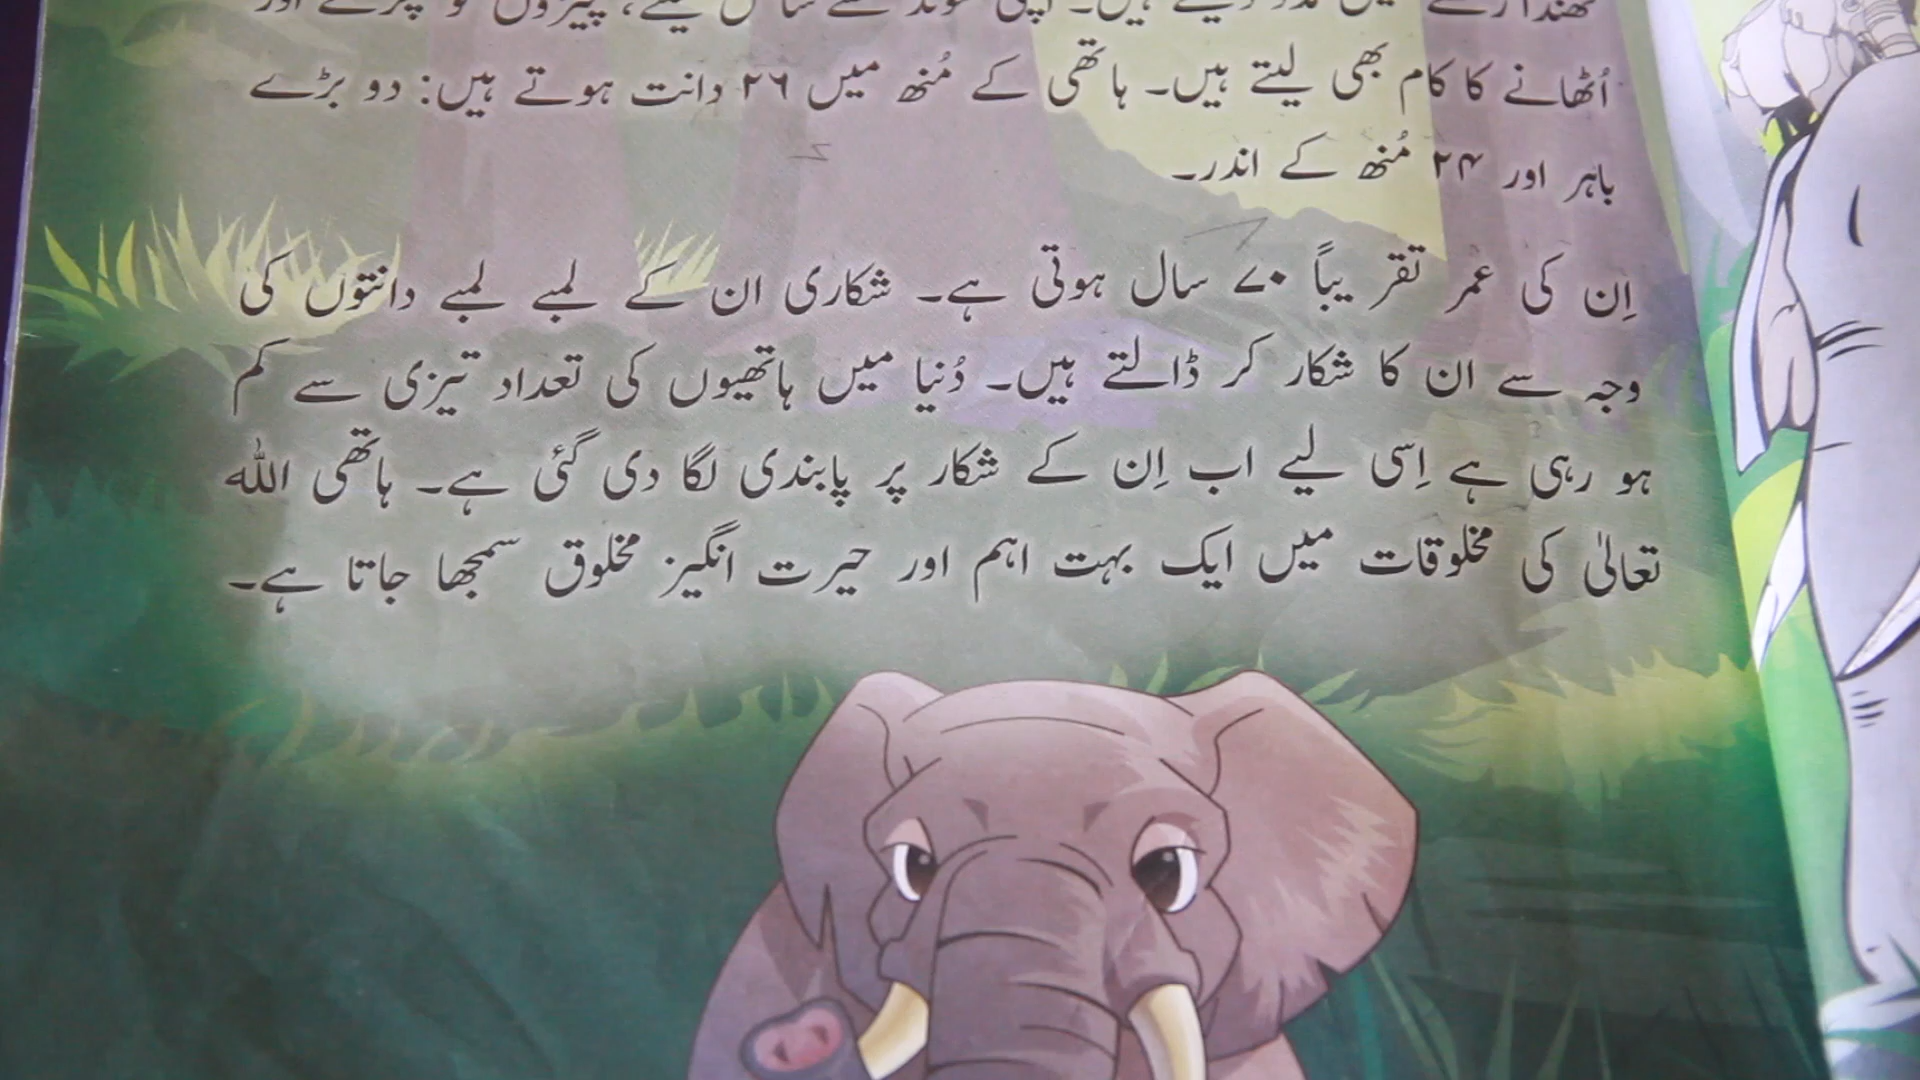 اُٹھانے کا کام بھی لیتے ہیں۔ ہاتھی کے مُنھ میں ۲۶ دانت ہوتے ہیں: دو بڑے
باہر اور ۲۴ مُنھ کے اندر۔
اِن کی عمر تقریباً ۷۰ سال ہوتی ہے۔ شکاری ان کے لمبے لمبے دانتوں کی
وجہ سے ان کا شکار کر ڈالتے ہیں۔ دُنیا میں ہاتھیوں کی تعداد تیزی سے کم
ہو رہی ہے اِسی لیے اب اِن کے شکار پر پابندی لگا دی گئی ہے۔ ہاتھی اللہ
تعالیٰ کی مخلوقات میں ایک بہت اہم اور حیرت انگیز مخلوق سمجھا جاتا ہے۔